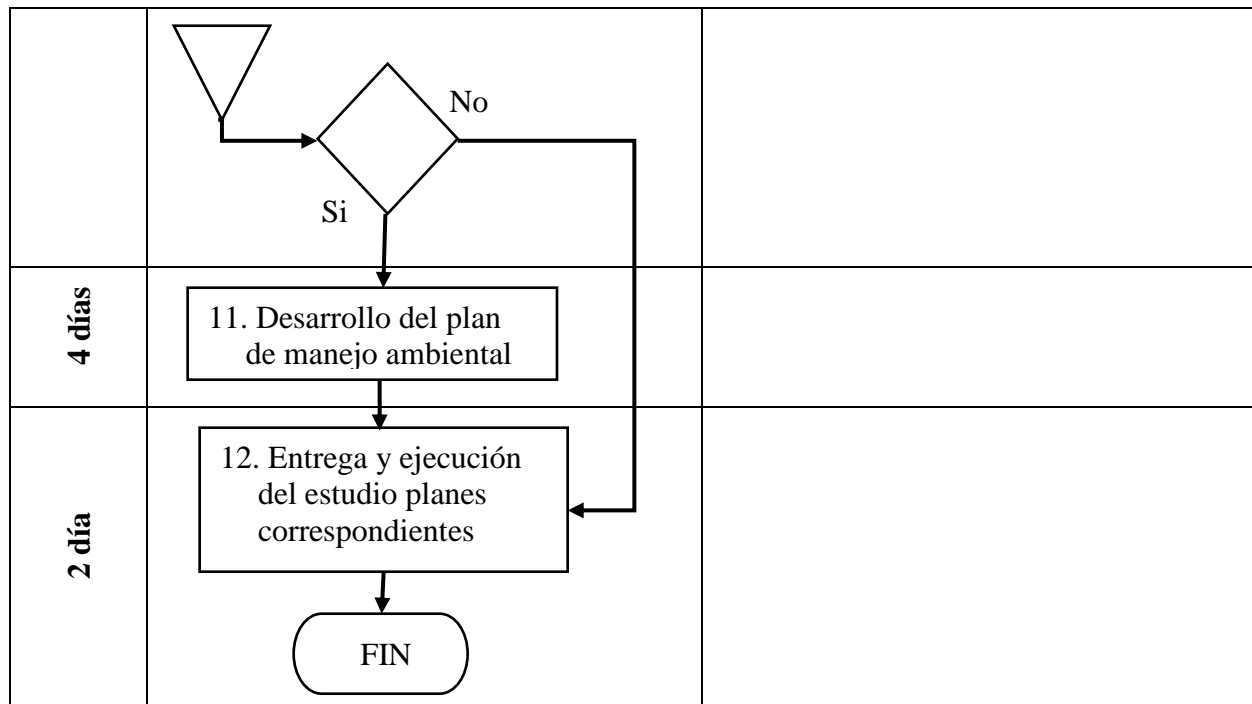 No
Si
4 días
11. Desarrollo del plan
de manejo ambiental
2 día
12. Entrega y ejecución
del estudio planes
correspondientes
FIN